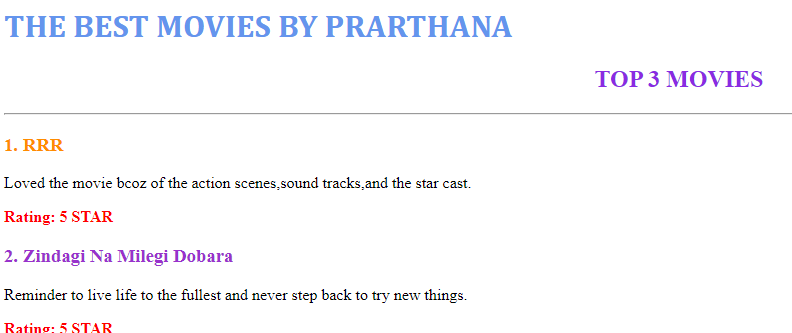 THE BEST MOVIES BY PRARTHANA
TOP 3 MOVIES
1. RRR
Loved the movie bcoz of the action scenes,sound tracks,and the star cast.
Rating: 5 STAR
2. Zindagi Na Milegi Dobara
Reminder to live life to the fullest and never step back to try new things.
Rating: 5 STAR